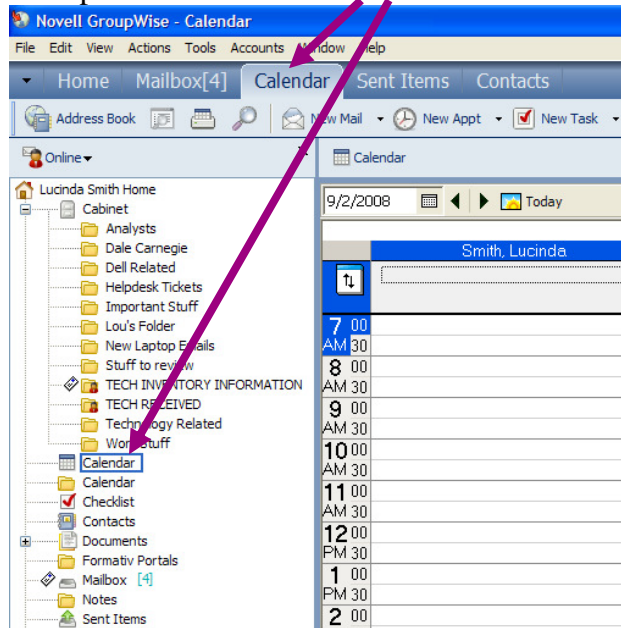 Novell GroupWise - Calendar
File Edit View Actions Tools Accounts Window Help
Home Mailbox[4] Calendar Sent Items Contacts
Address Book New Mail New Appt New Task
Online
Calendar
Lucinda Smith Home
9/2/2008 Today
Cabinet
Analysts
Dale Carnegie
Smith, Lucinda
Dell Related
Helpdesk Tickets
Important Stuff
Lou's Folder
New Laptop Emails
Stuff to review
TECH INVENTORY INFORMATION
TECH RECEIVED
Technology Related
Work Stuff
Calendar
Calendar
Checklist
Contacts
Documents
Formativ Portals
Mailbox [4]
Notes
Sent Items
7 00
AM 30
8 00
AM 30
9 00
AM 30
10 00
AM 30
11 00
AM 30
12 00
PM 30
1 00
PM 30
2 00